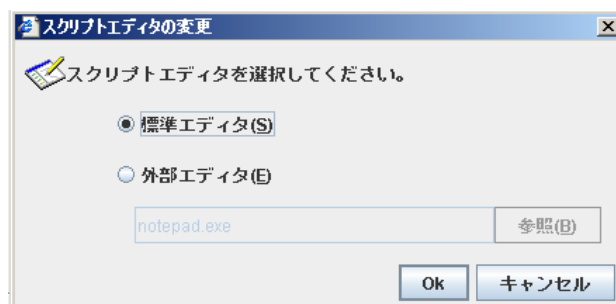 スクリプトエディタの変更
スクリプトエディタを選択してください。
標準エディタ(S)
外部エディタ(E)
notepad.exe 参照(B)
Ok キャンセル